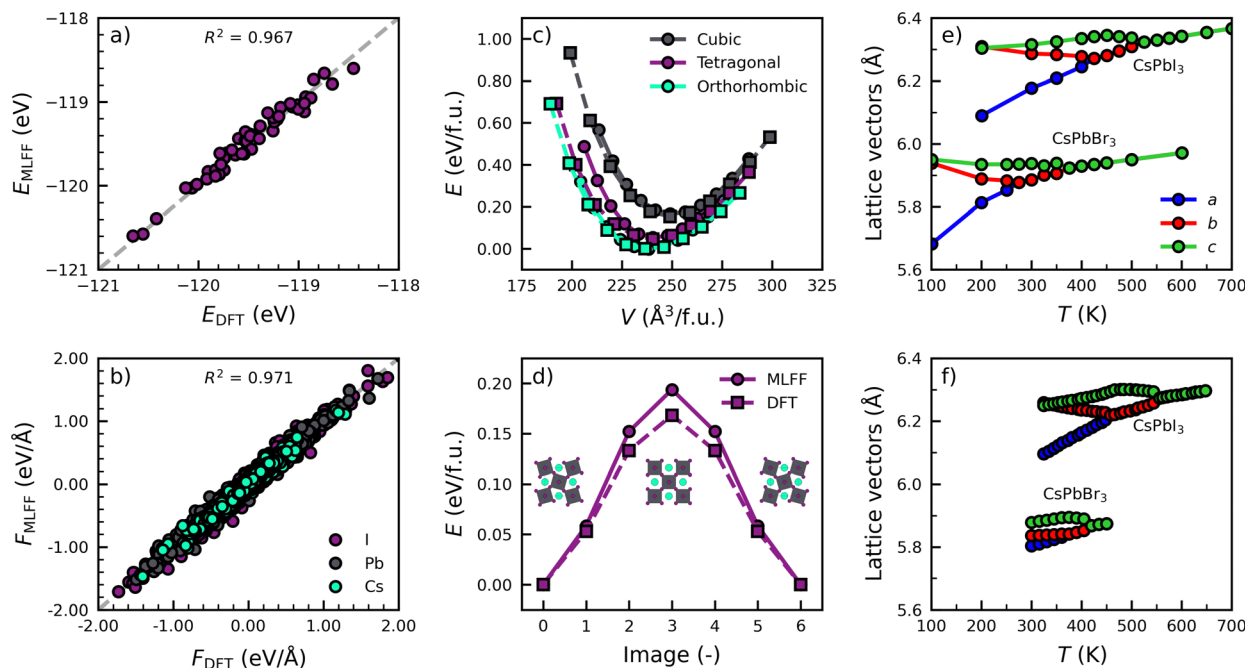 a)
R² = 0.967
E_MLFF (eV)
-118
-119
-120
-121
-121 -120 -119 -118
E_DFT (eV)
b)
R² = 0.971
F_MLFF (eV/Å)
2.00
1.00
0.00
-1.00
-2.00
I
Pb
Cs
-2.00 -1.00 0.00 1.00 2.00
F_DFT (eV/Å)
c)
Cubic
Tetragonal
Orthorhombic
E (eV/f.u.)
1.00
0.80
0.60
0.40
0.20
0.00
175 200 225 250 275 300 325
V (Å³/f.u.)
d)
MLFF
DFT
E (eV/f.u.)
0.20
0.15
0.10
0.05
0.00
0 1 2 3 4 5 6
Image (-)
e)
Lattice vectors (Å)
6.4
6.2
6.0
5.8
5.6
CsPbI₃
CsPbBr₃
a
b
c
100 200 300 400 500 600 700
T (K)
f)
Lattice vectors (Å)
6.4
6.2
6.0
5.8
5.6
CsPbI₃
CsPbBr₃
100 200 300 400 500 600 700
T (K)